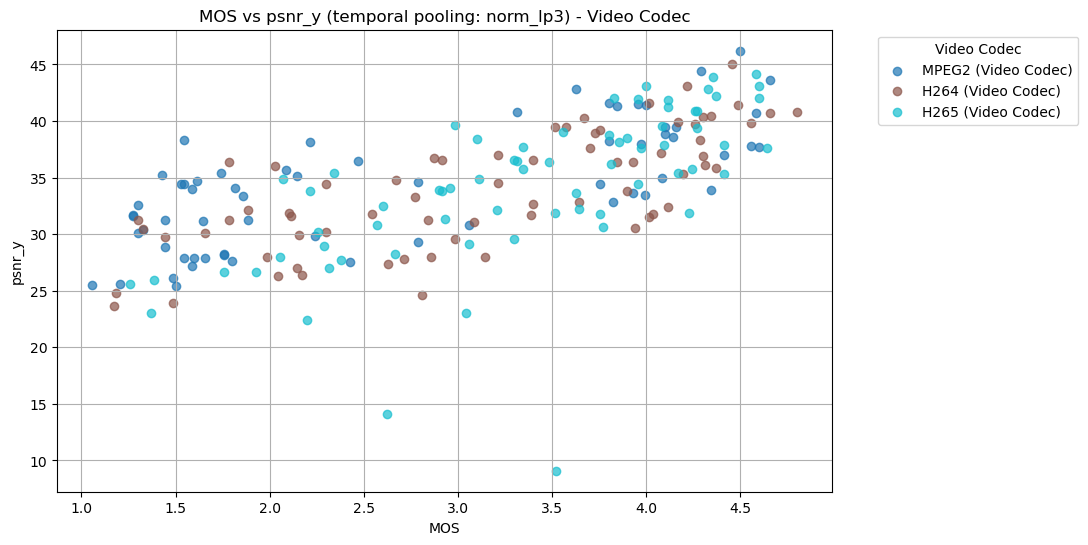 MOS vs psnr_y (temporal pooling: norm_lp3) - Video Codec
Video Codec
MPEG2 (Video Codec)
H264 (Video Codec)
H265 (Video Codec)
psnr_y
45
40
35
30
25
20
15
10
1.0 1.5 2.0 2.5 3.0 3.5 4.0 4.5
MOS